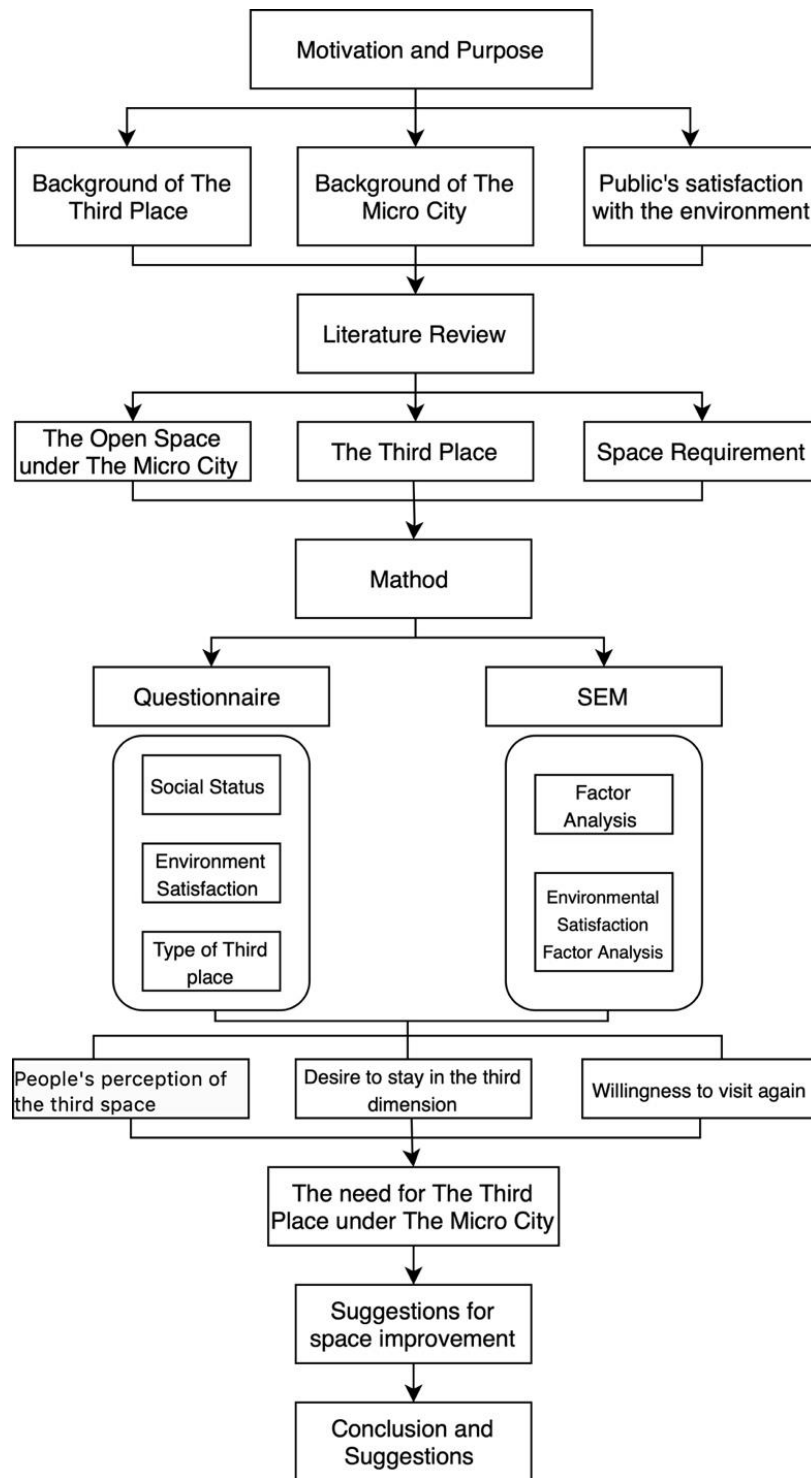 Motivation and Purpose
Background of The
Third Place
Background of The
Micro City
Public's satisfaction
with the environment
Literature Review
The Open Space
under The Micro City
The Third Place
Space Requirement
Mathod
Questionnaire
SEM
Social Status
Environment
Satisfaction
Type of Third
place
Factor
Analysis
Environmental
Satisfaction
Factor Analysis
People's perception of
the third space
Desire to stay in the third
dimension
Willingness to visit again
The need for The Third
Place under The Micro City
Suggestions for
space improvement
Conclusion and
Suggestions